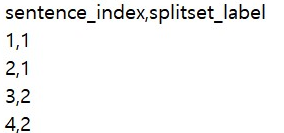 sentence_index,splitset_label
1,1
2,1
3,2
4,2